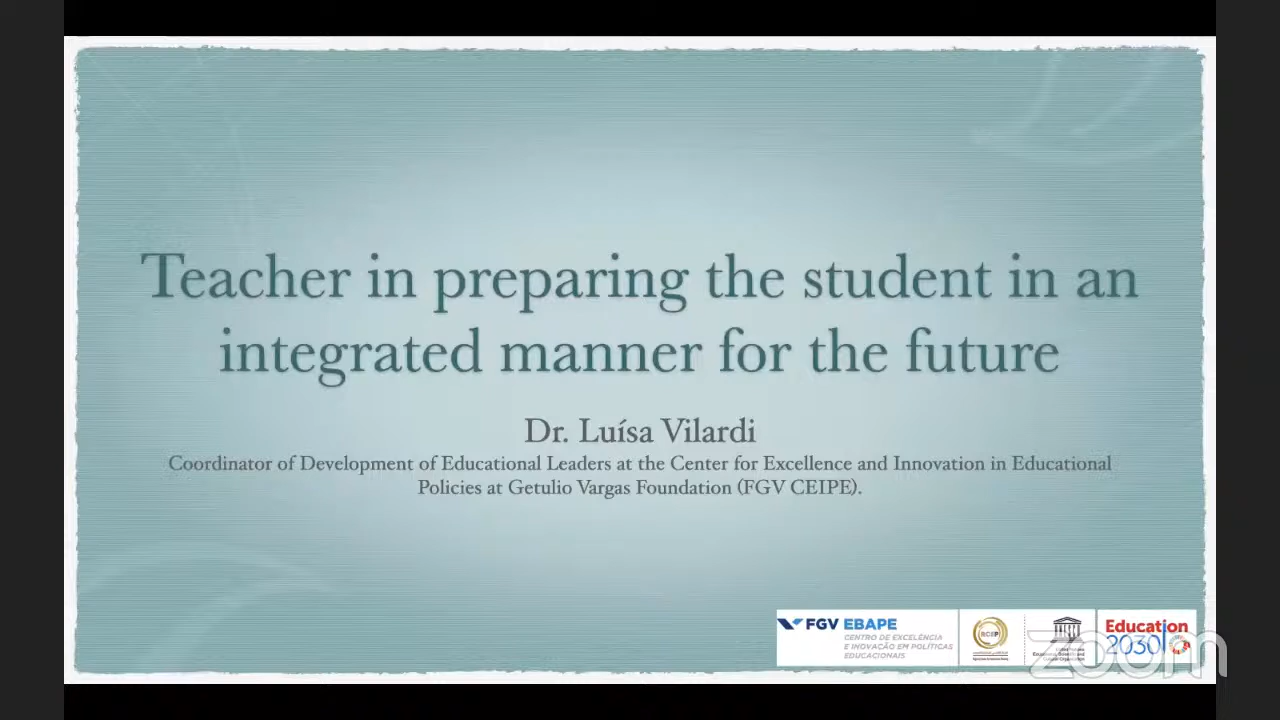 Teacher in preparing the student in an
integrated manner for the future
Dr. Luísa Vilardi
Coordinator of Development of Educational Leaders at the Center for Excellence and Innovation in Educational
Policies at Getulio Vargas Foundation (FGV CEIPE).
FGV EBAPE
CENTRO DE EXCELÊNCIA
E INOVAÇÃO EM POLÍTICAS
EDUCACIONAIS
RCEP
Education
2030
zoom